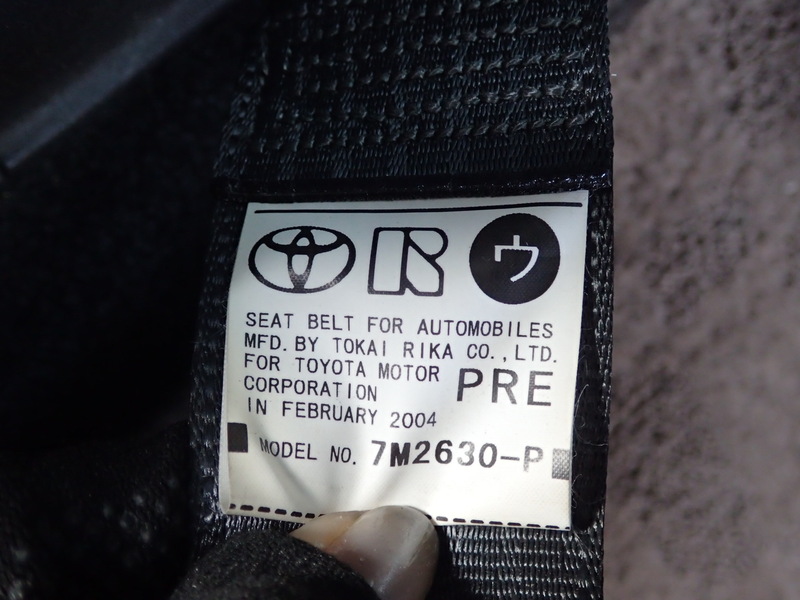 R ウ
SEAT BELT FOR AUTOMOBILES
MFD. BY TOKAI RIKA CO., LTD.
FOR TOYOTA MOTOR
CORPORATION PRE
IN FEBRUARY 2004
MODEL NO. 7M2630-P